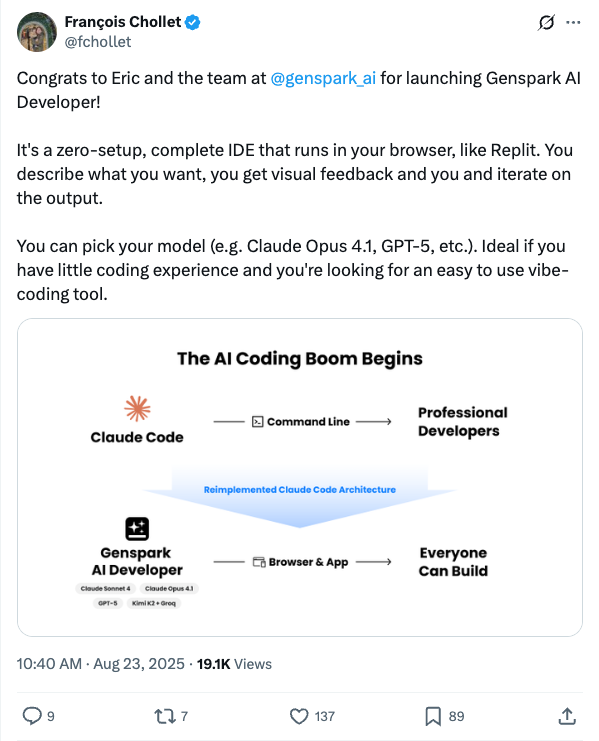 François Chollet
@fchollet
Congrats to Eric and the team at @genspark_ai for launching Genspark AI
Developer!
It's a zero-setup, complete IDE that runs in your browser, like Replit. You
describe what you want, you get visual feedback and you and iterate on
the output.
You can pick your model (e.g. Claude Opus 4.1, GPT-5, etc.). Ideal if you
have little coding experience and you're looking for an easy to use vibe-
coding tool.
The AI Coding Boom Begins
Claude Code
Command Line
Professional
Developers
Reimplemented Claude Code Architecture
Genspark
AI Developer
Claude Sonnet 4 Claude Opus 4.1
GPT-5 Kimi K2 + Groq
Browser & App
Everyone
Can Build
10:40 AM · Aug 23, 2025 · 19.1K Views
9 7 137 89